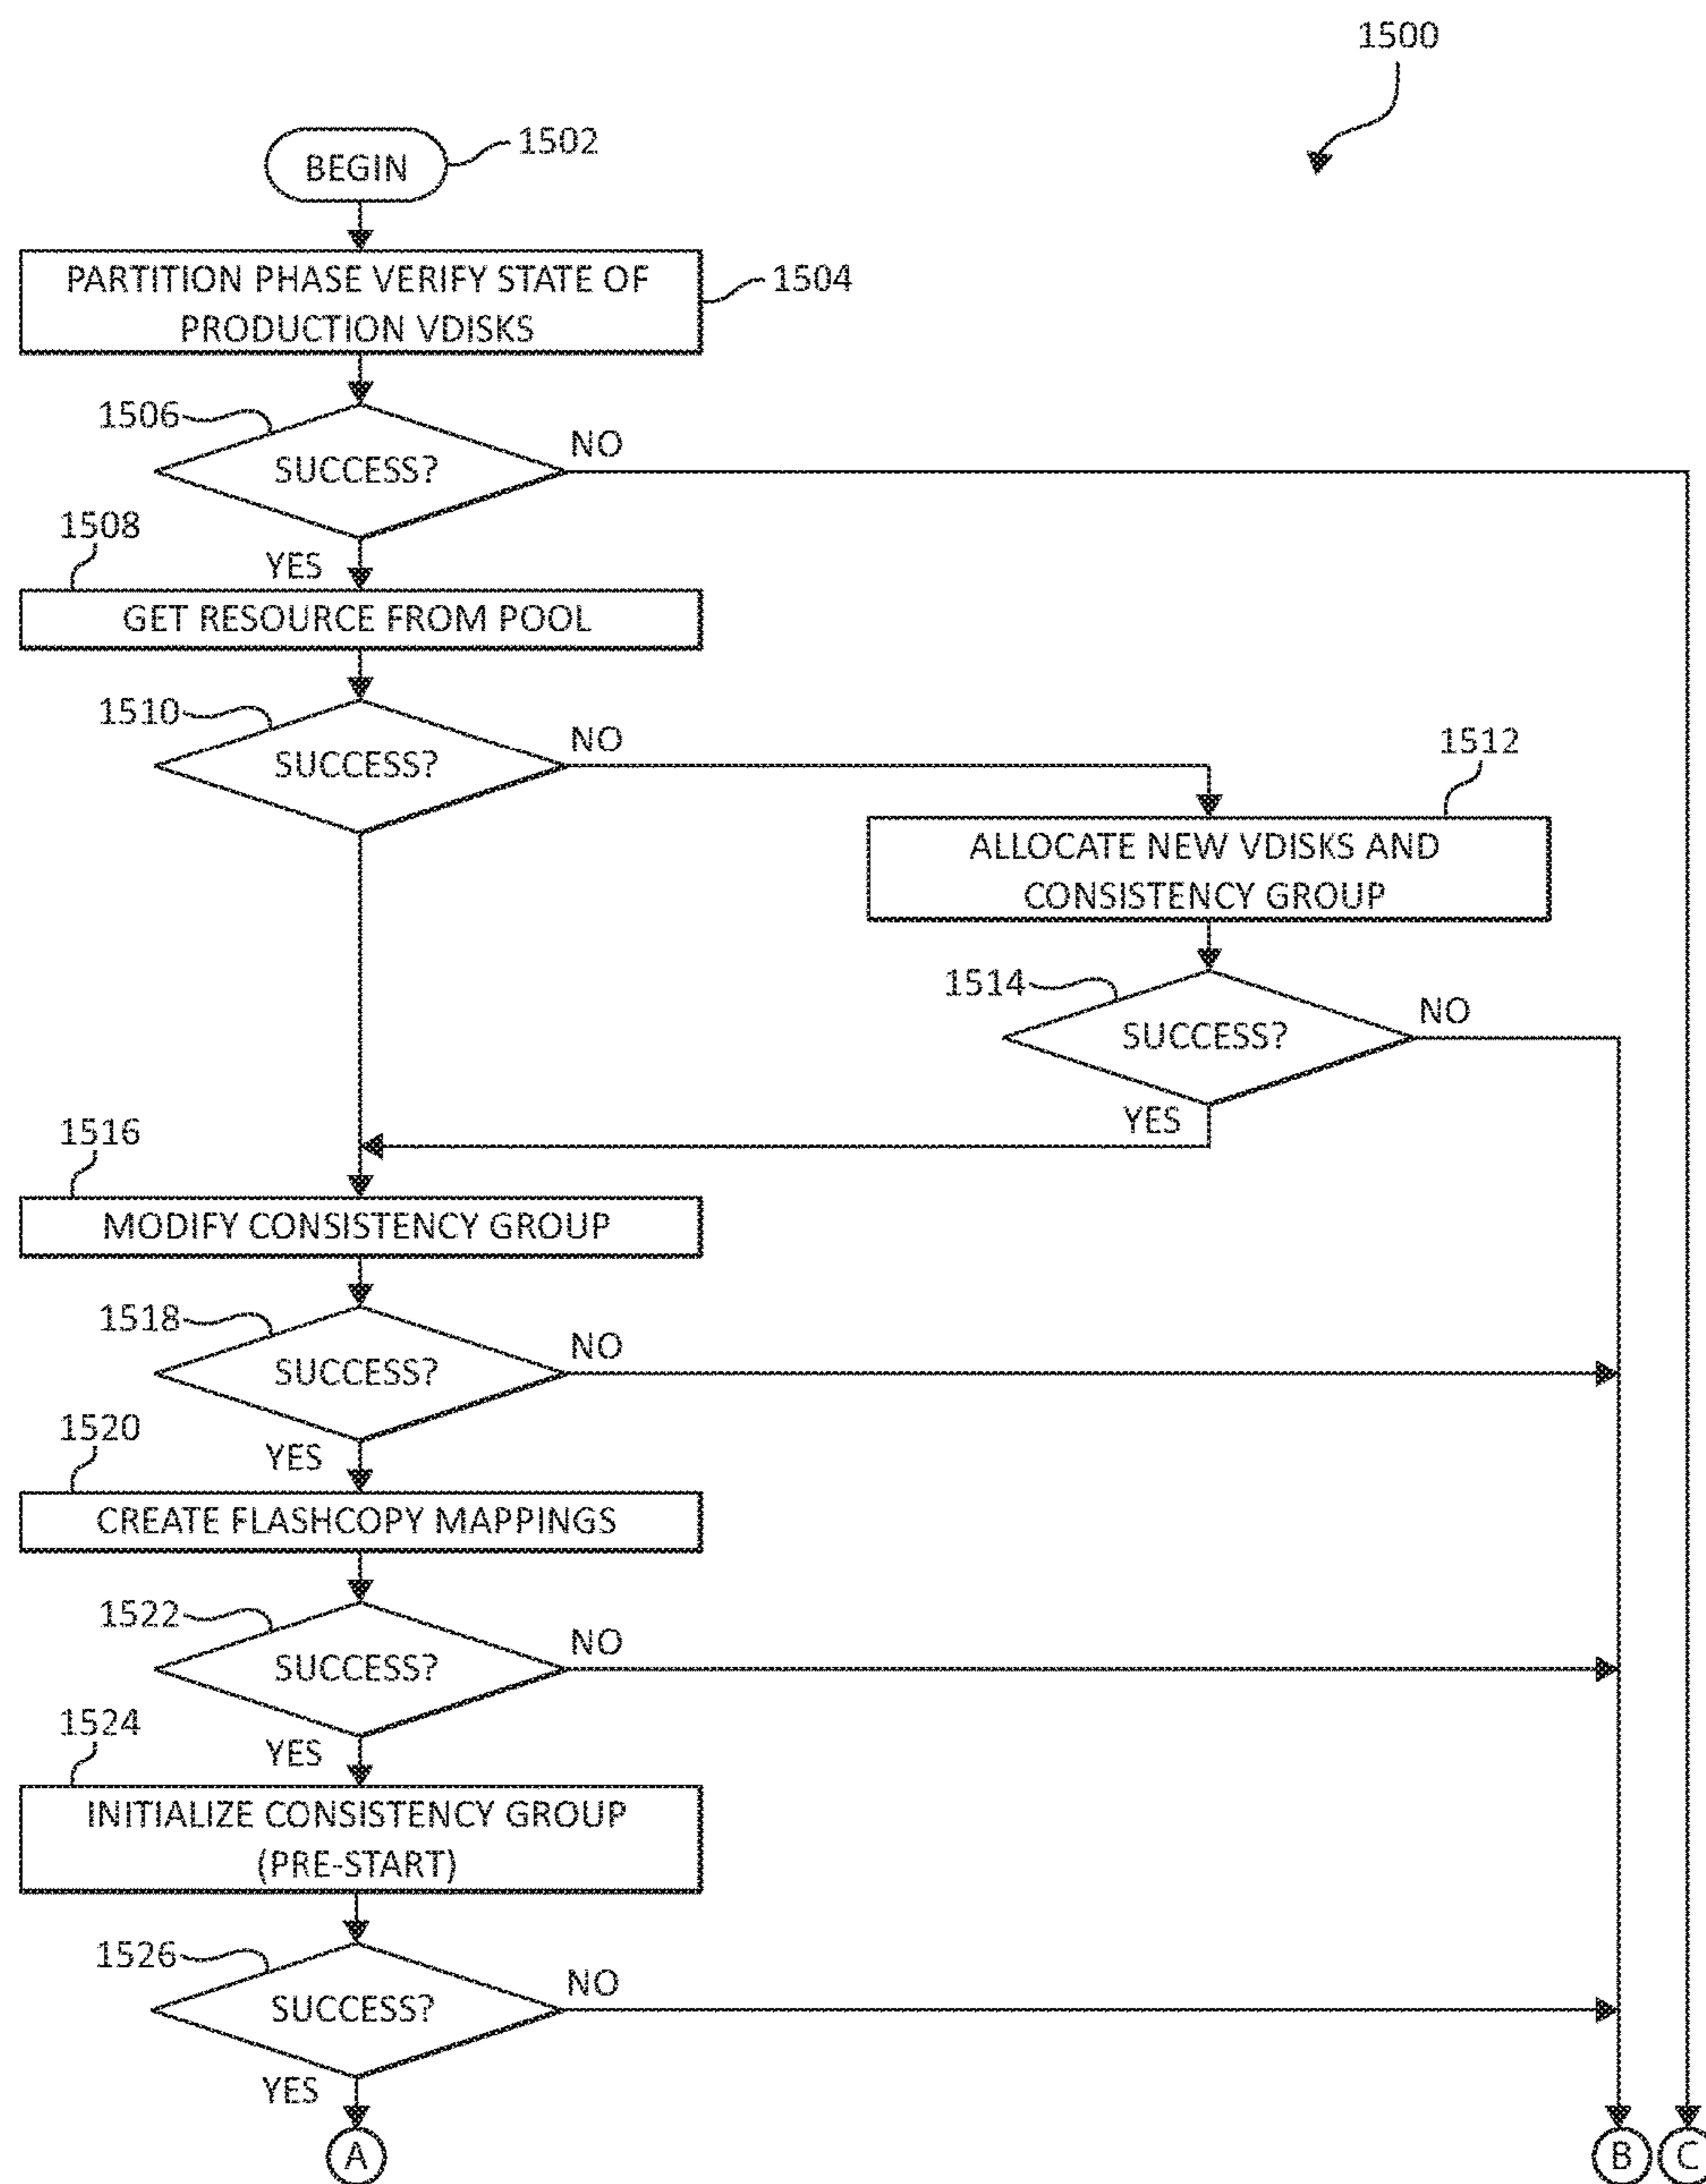 1500
BEGIN
1502
PARTITION PHASE VERIFY STATE OF
PRODUCTION VDISKS
1504
1506
SUCCESS?
NO
YES
1508
GET RESOURCE FROM POOL
1510
SUCCESS?
NO
1512
ALLOCATE NEW VDISKS AND
CONSISTENCY GROUP
1514
SUCCESS?
NO
YES
1516
MODIFY CONSISTENCY GROUP
1518
SUCCESS?
NO
YES
1520
CREATE FLASHCOPY MAPPINGS
1522
SUCCESS?
NO
YES
1524
INITIALIZE CONSISTENCY GROUP
(PRE-START)
1526
SUCCESS?
NO
YES
A
B
C